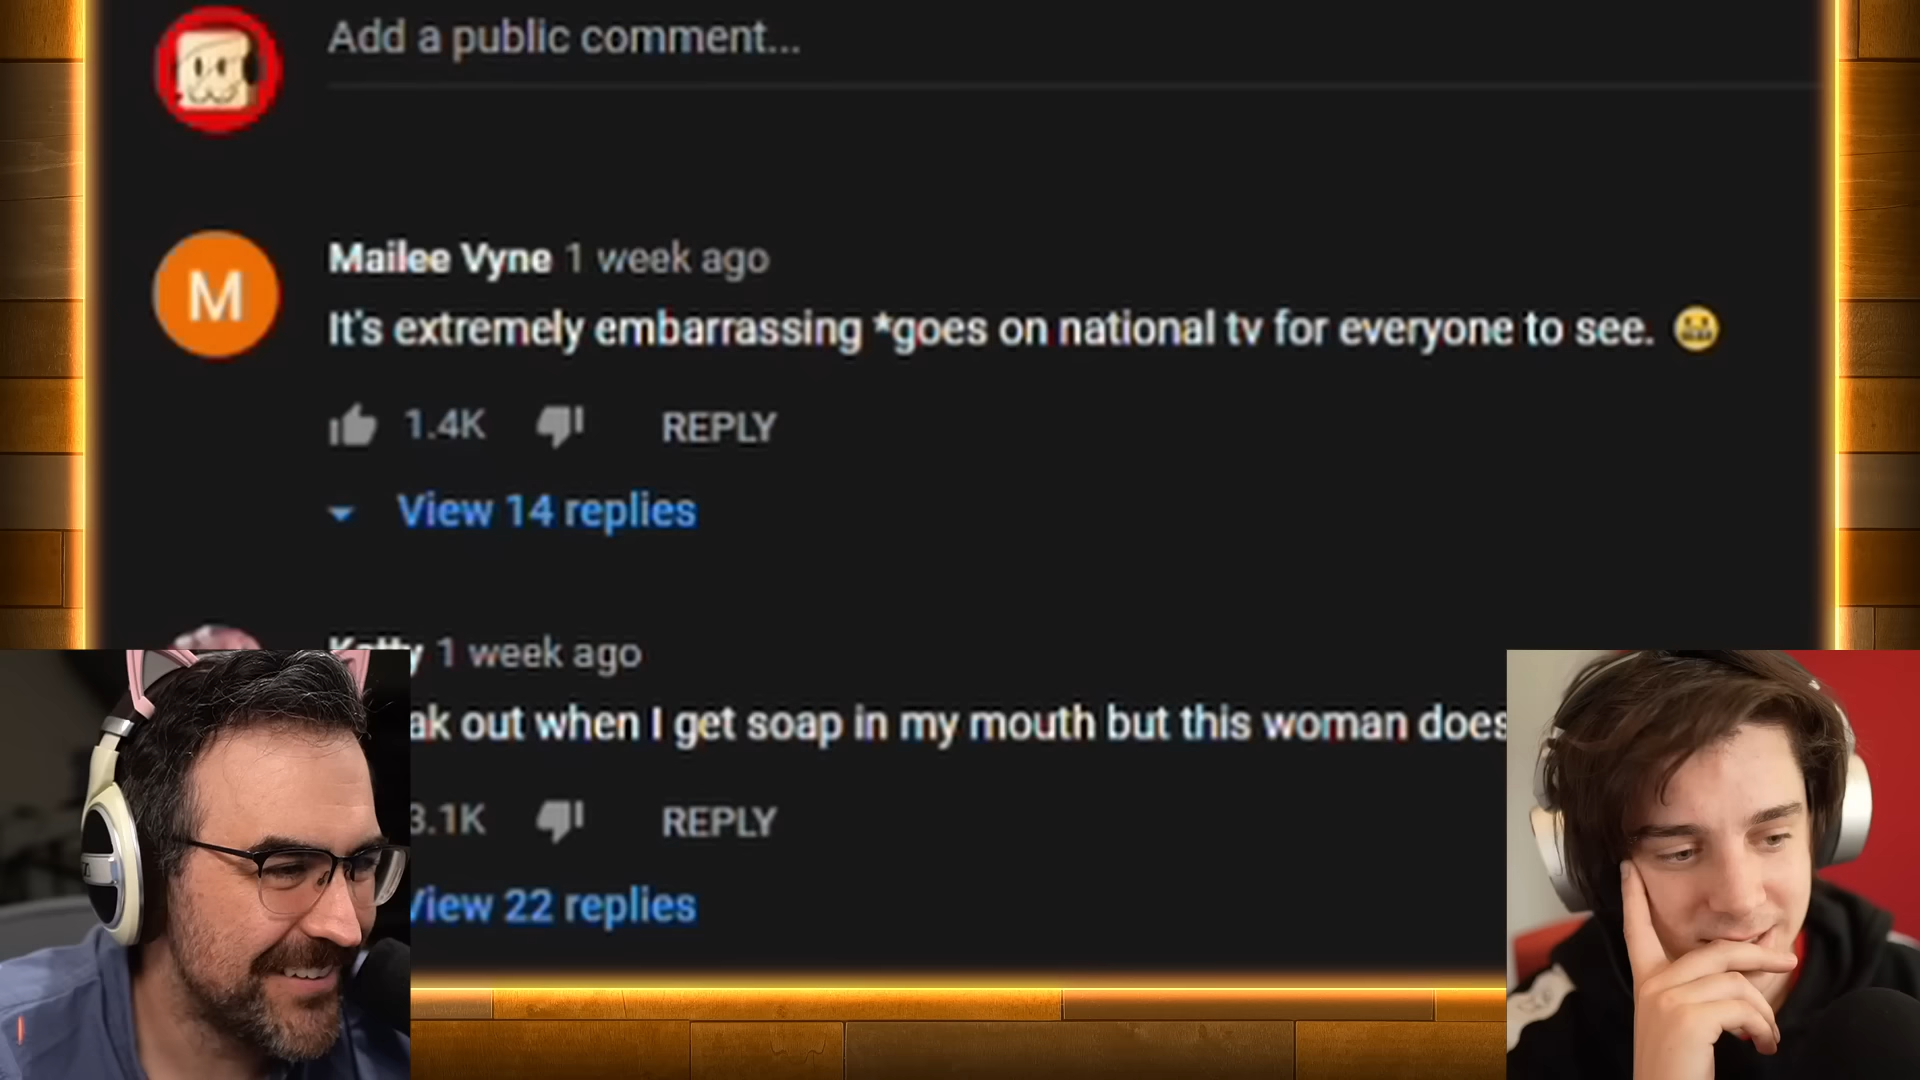 Add a public comment...
Mailee Vyne 1 week ago
M
It's extremely embarrassing *goes on national tv for everyone to see. 😀
1.4K REPLY
View 14 replies
Katty 1 week ago
ak out when I get soap in my mouth but this woman does
3.1K REPLY
View 22 replies